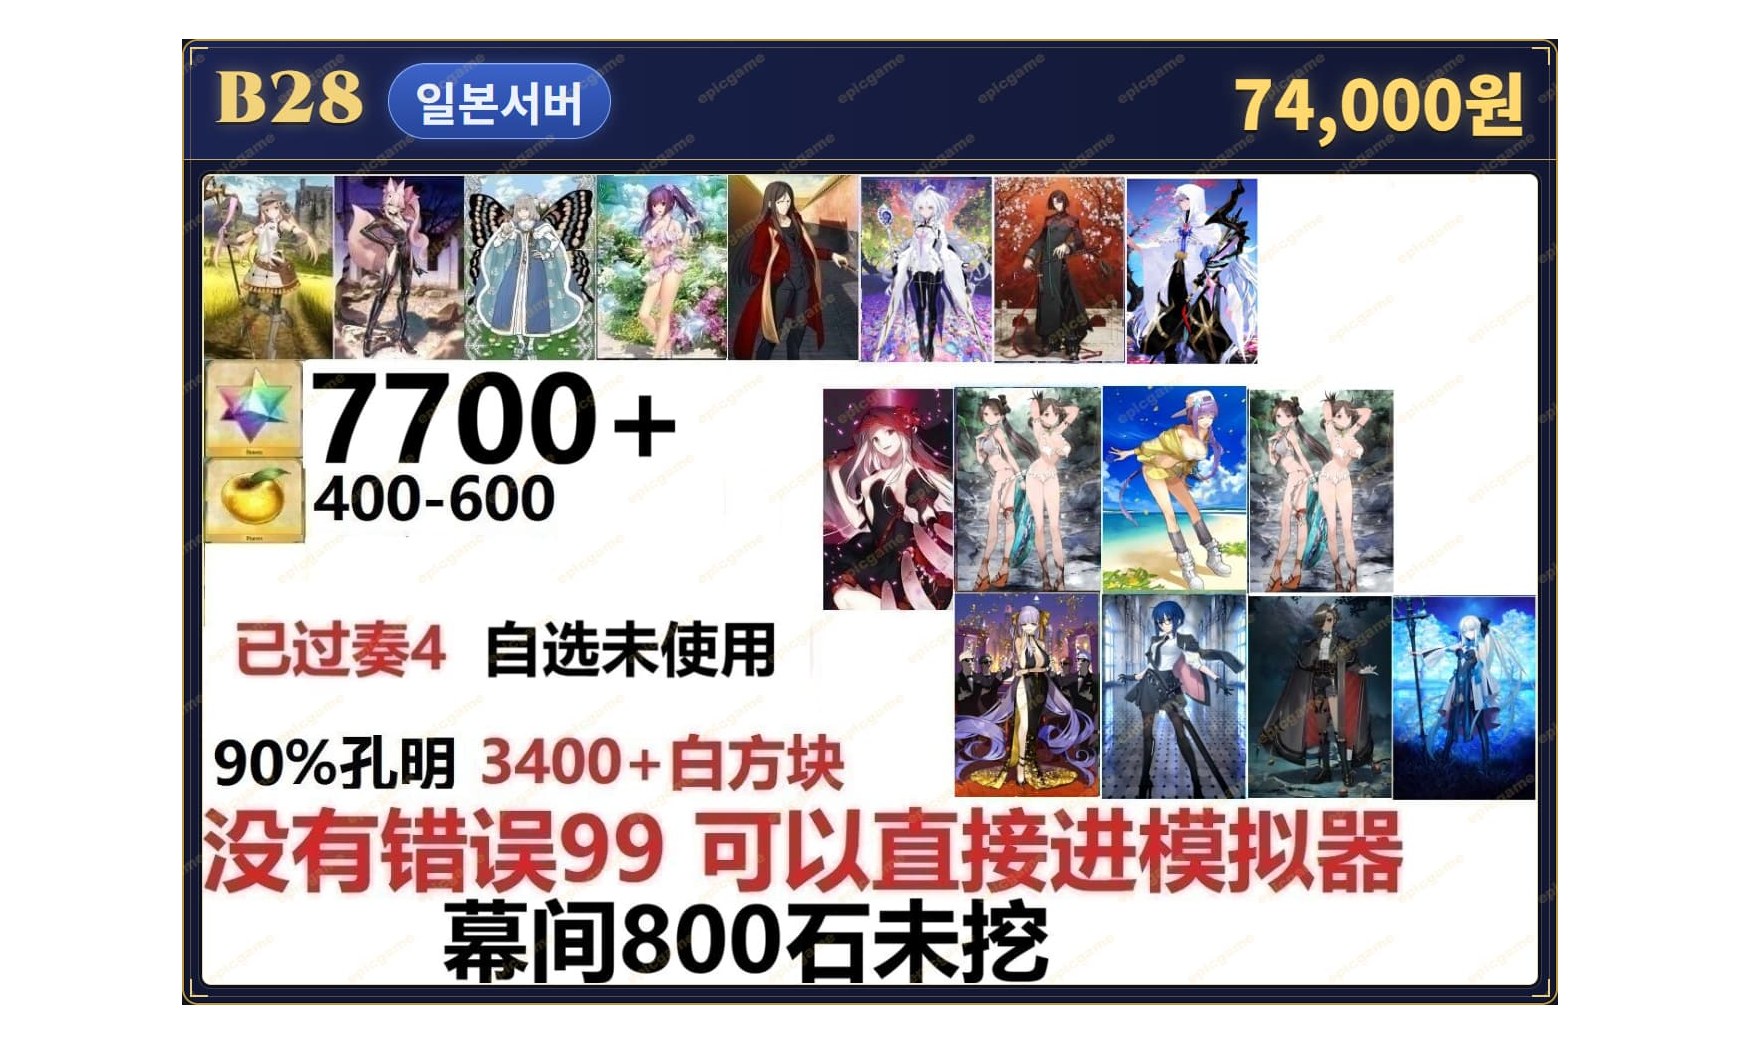 B28 일본서버 74,000원
7700+
400-600
已过奏4 自选未使用
90%孔明 3400+白方块
没有错误99 可以直接进模拟器
幕间800石未挖
epicgame